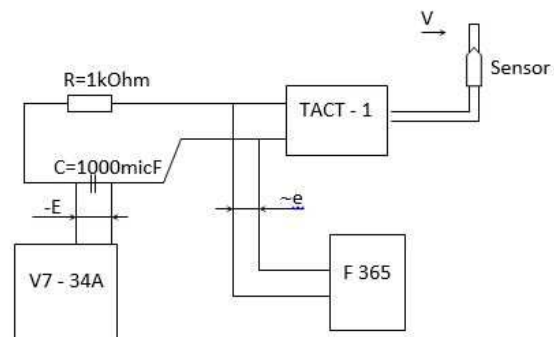 V
Sensor
R=1kOhm
TACT - 1
C=1000micF
-E
~e
V7 - 34A
F 365